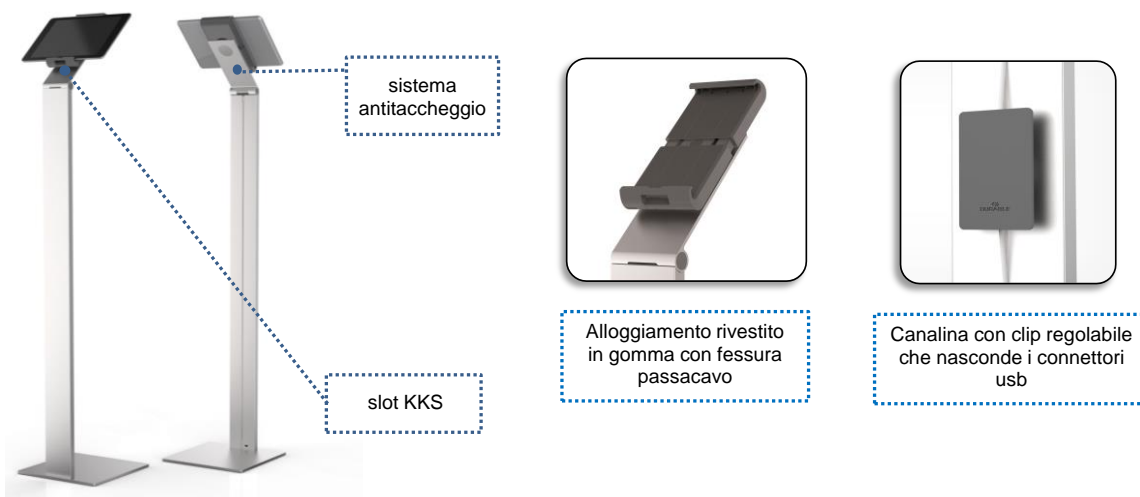 sistema
antitaccheggio
slot KKS
Alloggiamento rivestito
in gomma con fessura
passacavo
DURABLE
Canalina con clip regolabile
che nasconde i connettori
usb